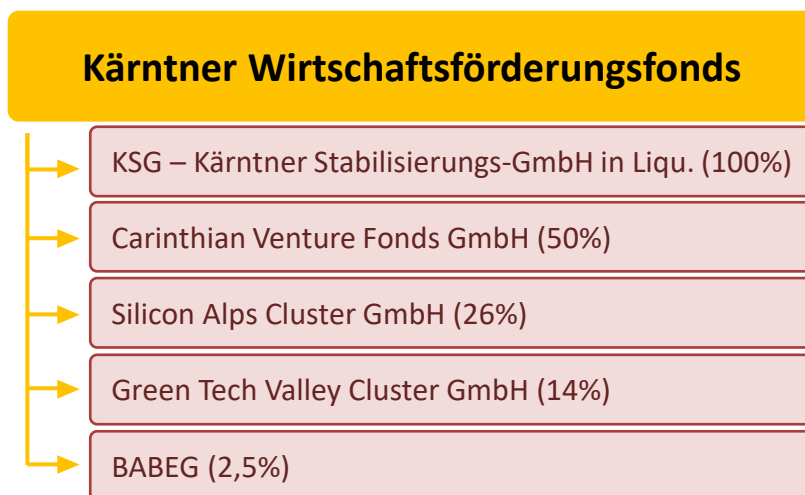 Kärntner Wirtschaftsförderungsfonds
KSG – Kärntner Stabilisierungs-GmbH in Liqu. (100%)
Carinthian Venture Fonds GmbH (50%)
Silicon Alps Cluster GmbH (26%)
Green Tech Valley Cluster GmbH (14%)
BABEG (2,5%)